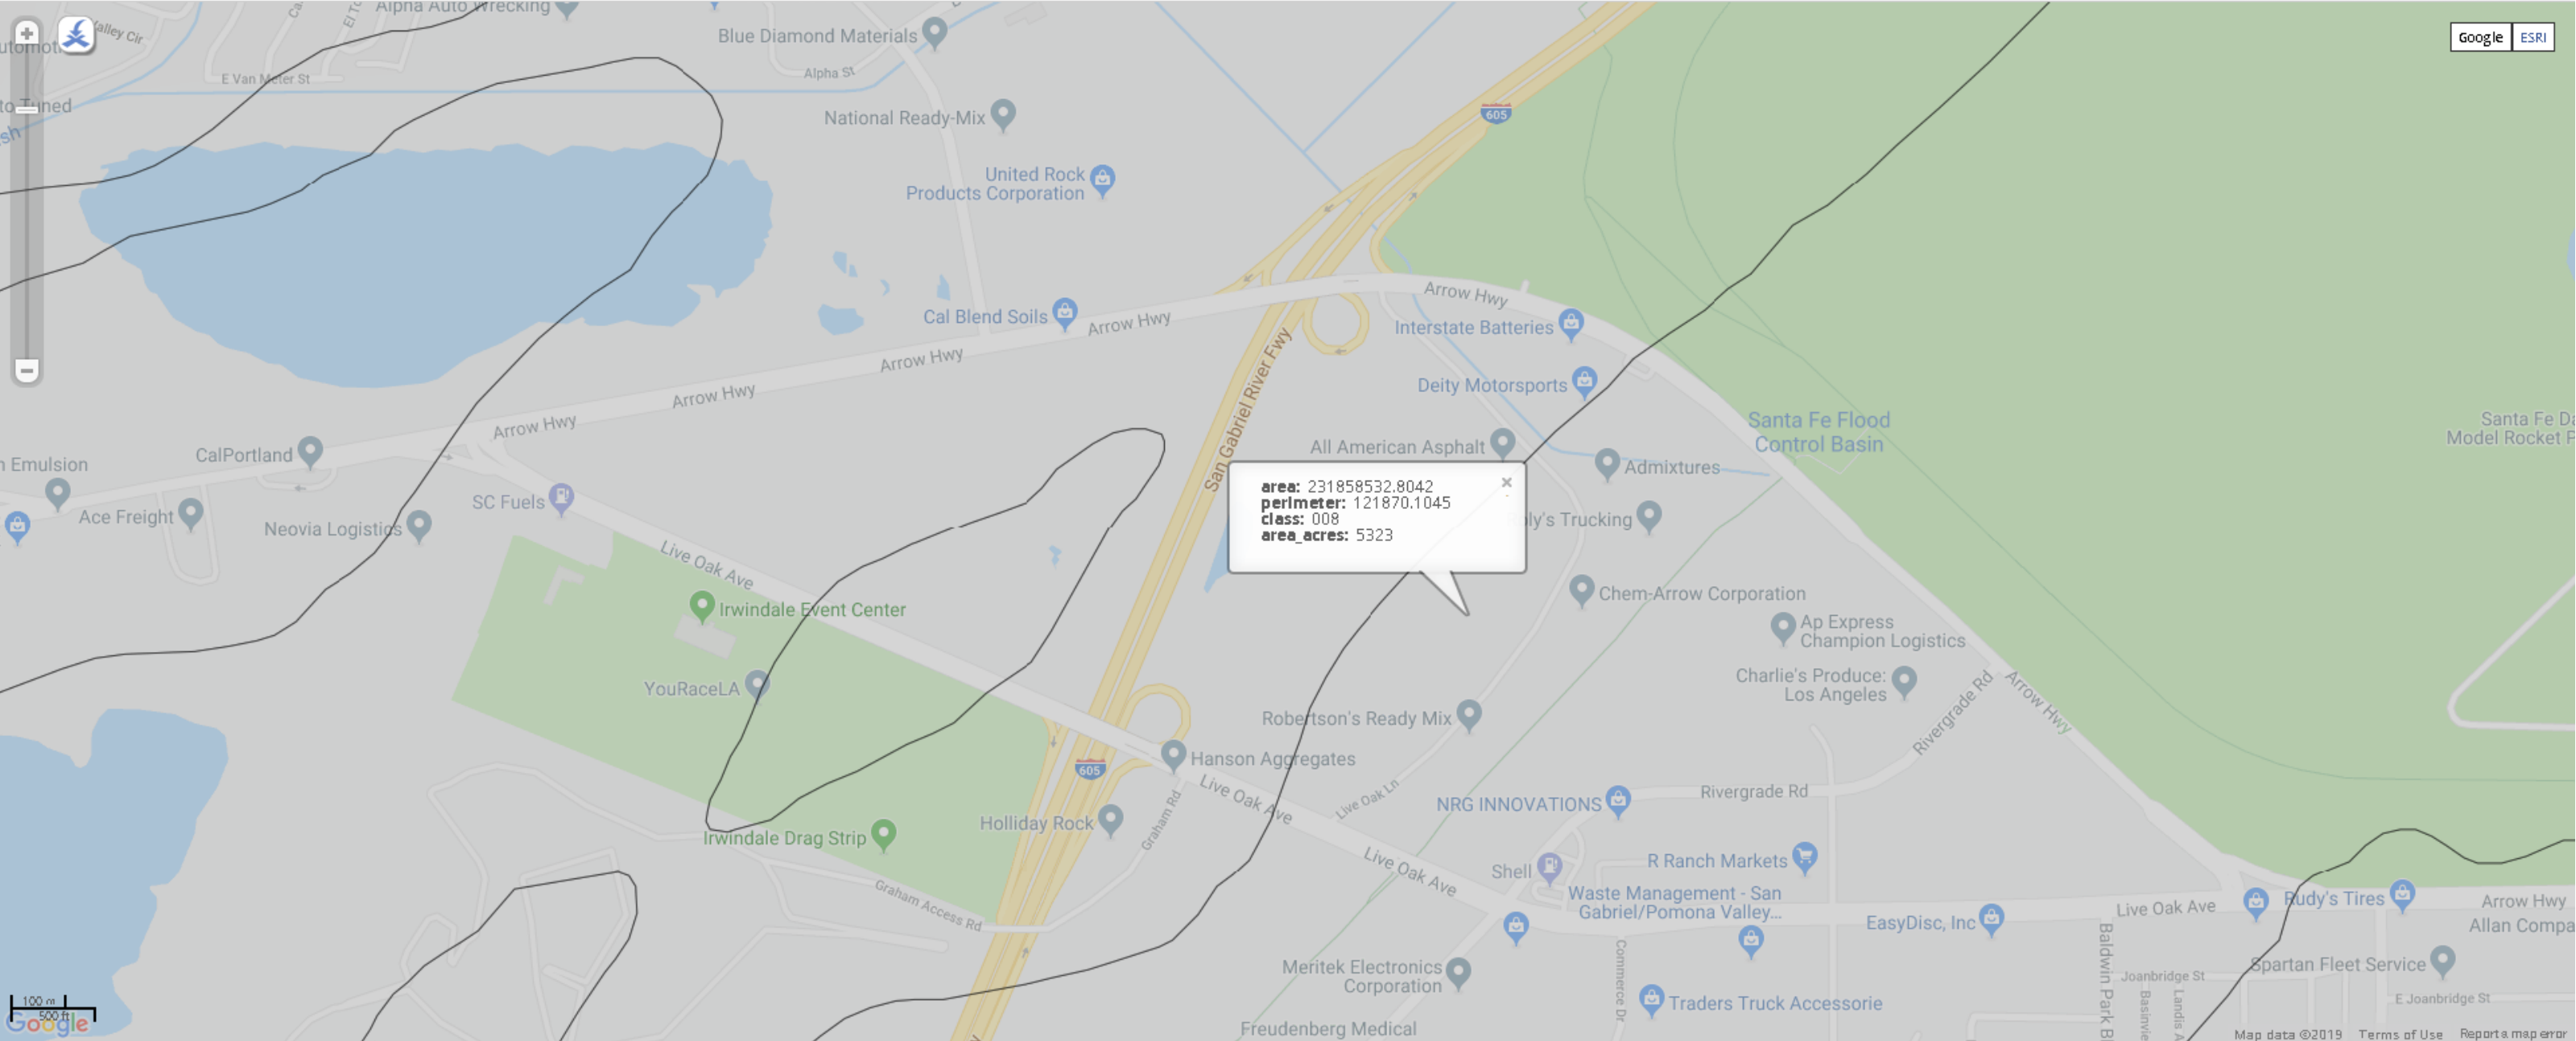 Alpha Auto Wrecking
Valley Cir
E Van Meter St
Blue Diamond Materials
Alpha St
National Ready-Mix
United Rock
Products Corporation
605
Google
ESRI
Cal Blend Soils
Arrow Hwy
Arrow Hwy
Arrow Hwy
Arrow Hwy
Arrow Hwy
San Gabriel River Fwy
Interstate Batteries
Deity Motorsports
All American Asphalt
Admixtures
Santa Fe Flood
Control Basin
Santa Fe Da
Model Rocket P
CalPortland
n Emulsion
Ace Freight
SC Fuels
Neovia Logistics
Live Oak Ave
area: 231858532.8042
perimeter: 121870.1045
class: 008
area_acres: 5323
oly's Trucking
Chem-Arrow Corporation
Ap Express
Champion Logistics
Charlie's Produce:
Los Angeles
Rivergrade Rd
Arrow Hwy
Irwindale Event Center
YouRaceLA
Robertson's Ready Mix
Hanson Aggregates
605
Live Oak Ave
Live Oak Ln
NRG INNOVATIONS
Rivergrade Rd
Irwindale Drag Strip
Holliday Rock
Graham Rd
Graham Access Rd
Live Oak Ave
Shell
R Ranch Markets
Waste Management - San
Gabriel/Pomona Valley...
EasyDisc, Inc
Live Oak Ave
Rudy's Tires
Arrow Hwy
Allan Compa
Meritek Electronics
Corporation
Commerce Dr
Traders Truck Accessorie
Baldwin Park Bl
Joanbridge St
Spartan Fleet Service
E Joanbridge St
Basinvie
Landis A
Freudenberg Medical
100 m
500 ft
Google
Map data ©2019
Terms of Use
Report a map error